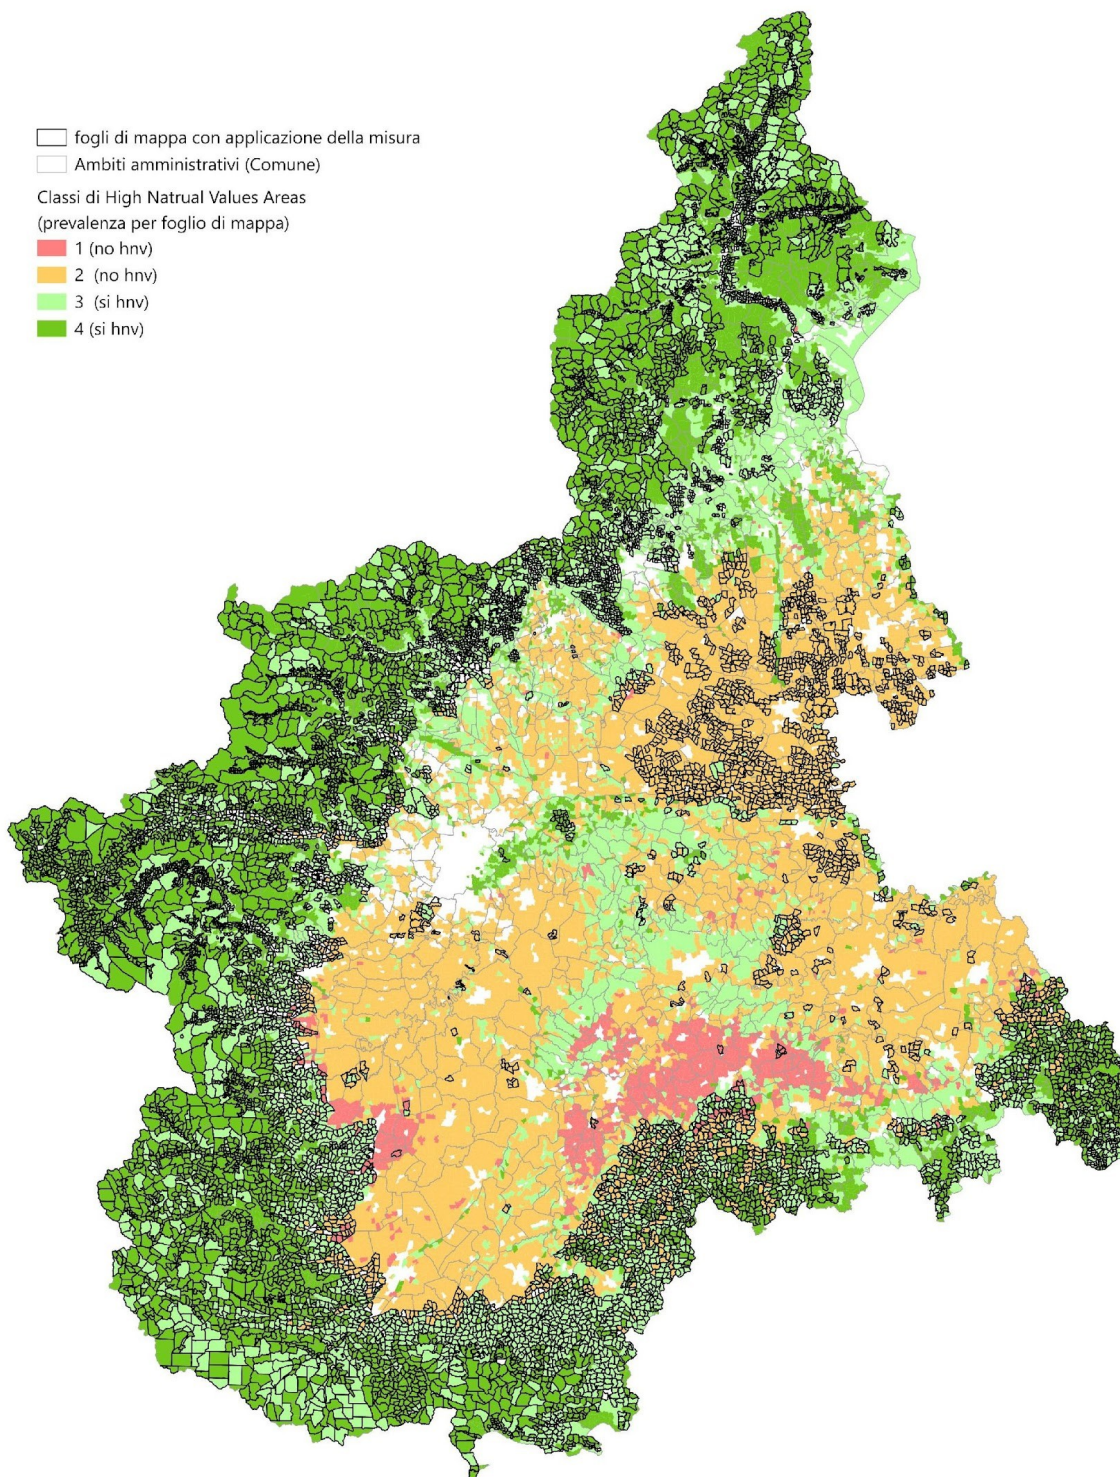 fogli di mappa con applicazione della misura
Ambiti amministrativi (Comune)
Classi di High Natrual Values Areas
(prevalenza per foglio di mappa)
1 (no hnv)
2 (no hnv)
3 (si hnv)
4 (si hnv)